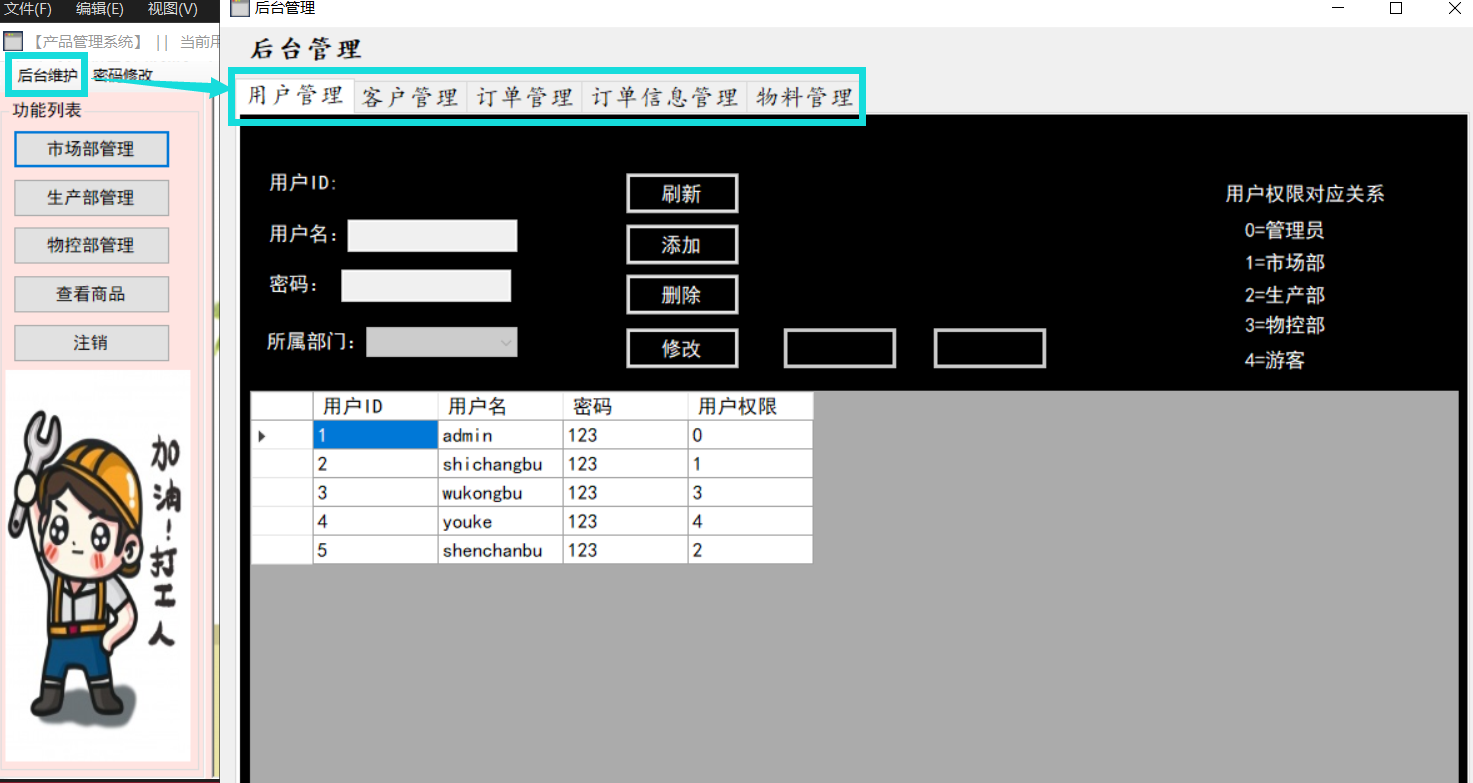 文件(F) 编辑(E) 视图(V)
【产品管理系统】 || 当前用
后台维护 密码修改
功能列表
市场部管理
生产部管理
物控部管理
查看商品
注销
加油!打工人
后台管理
后台管理
用户管理 客户管理 订单管理 订单信息管理 物料管理
用户ID:
用户名:
密码:
所属部门:
刷新
添加
删除
修改
用户权限对应关系
0=管理员
1=市场部
2=生产部
3=物控部
4=游客
用户ID 用户名 密码 用户权限
1 admin 123 0
2 shichangbu 123 1
3 wukongbu 123 3
4 youke 123 4
5 shenchanbu 123 2